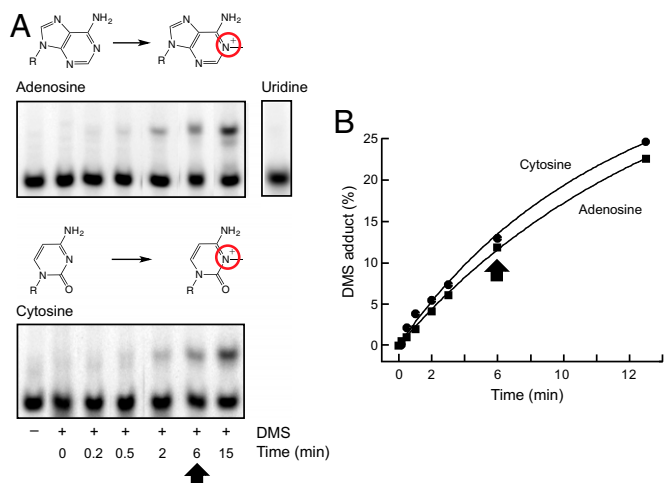 A
NH₂
N
N
N
N
R
NH₂
N
N
N
N
+
R
Adenosine
Uridine
NH₂
N
N
R
O
NH₂
N
+
N
R
O
Cytosine
– + + + + + + DMS
0 0.2 0.5 2 6 15 Time (min)
B
25
20
15
10
5
0
DMS adduct (%)
Cytosine
Adenosine
0 2 6 8 12
Time (min)